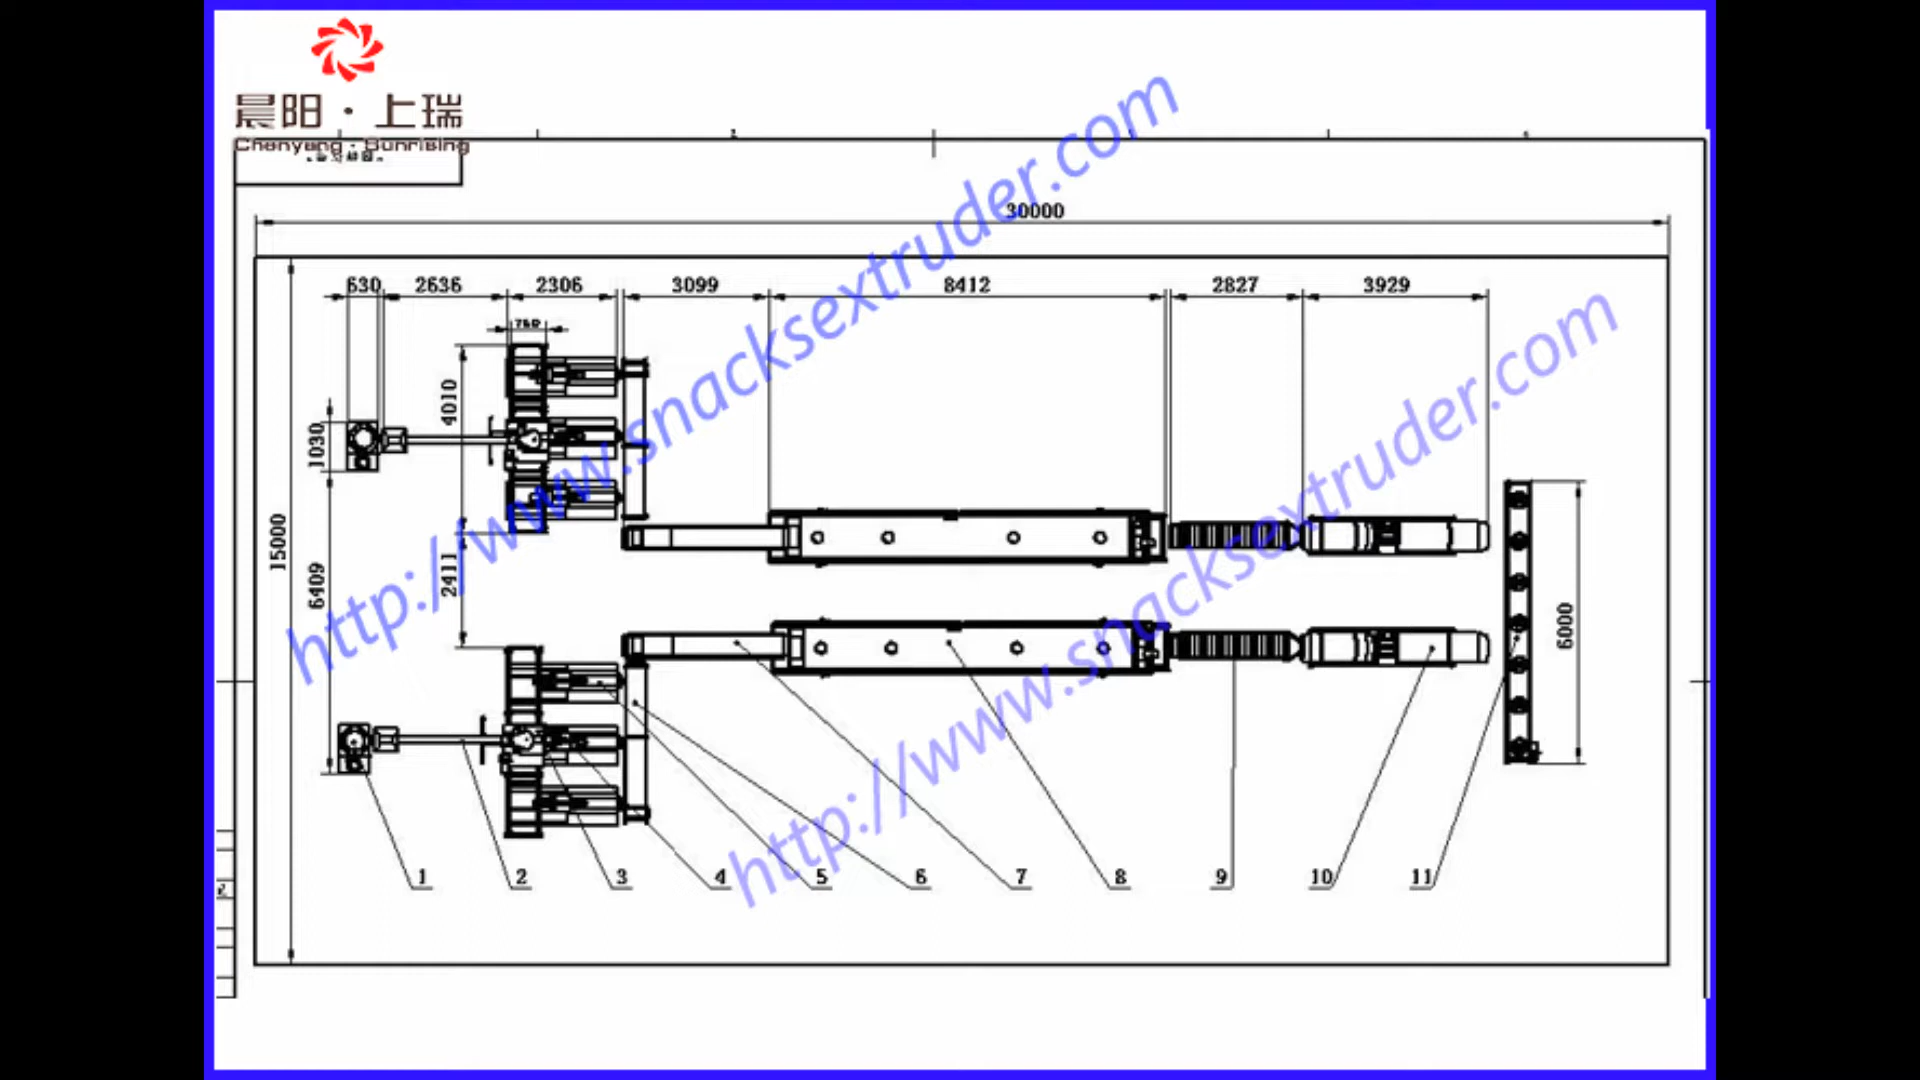 晨阳·上瑞
Chenyang·Sunrising
30000
630 2636 2306 3099 8412 2827 3929
4010
1030
15000
2411
6409
6000
http://www.snacksextruder.com
http://www.snacksextruder.com
1 2 3 4 5 6 7 8 9 10 11